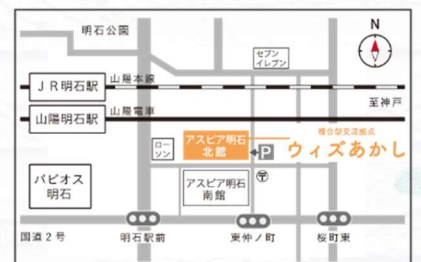 明石公園
N
セブン
イレブン
JR明石駅
山陽本線
至神戸
山陽明石駅
山陽電車
複合型交流拠点
ウィズあかし
ロー
ソン
アスピア明石
北館
P
パピオス
明石
アスピア明石
南館
〒
国道2号
明石駅前
東仲ノ町
桜町東